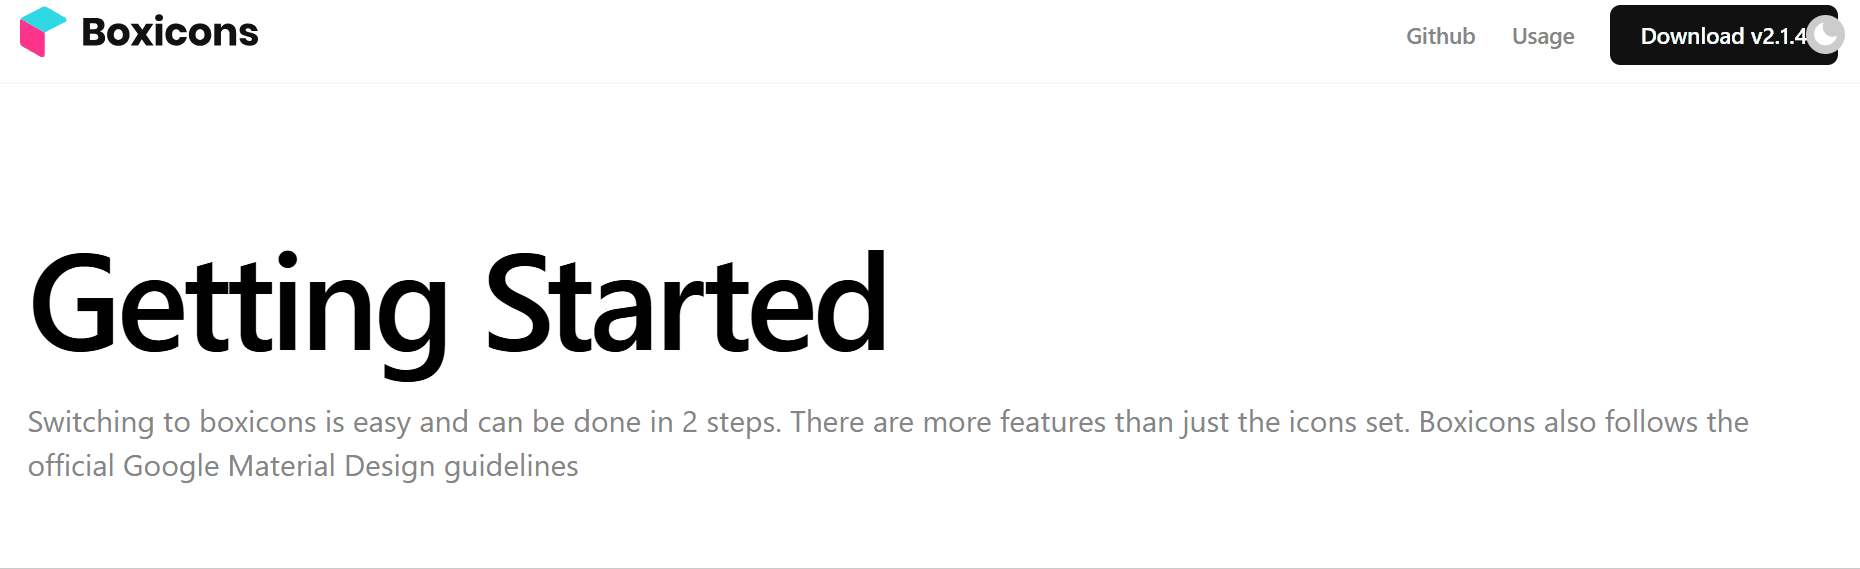 Boxicons
Github
Usage
Download v2.1.4
Getting Started
Switching to boxicons is easy and can be done in 2 steps. There are more features than just the icons set. Boxicons also follows the
official Google Material Design guidelines